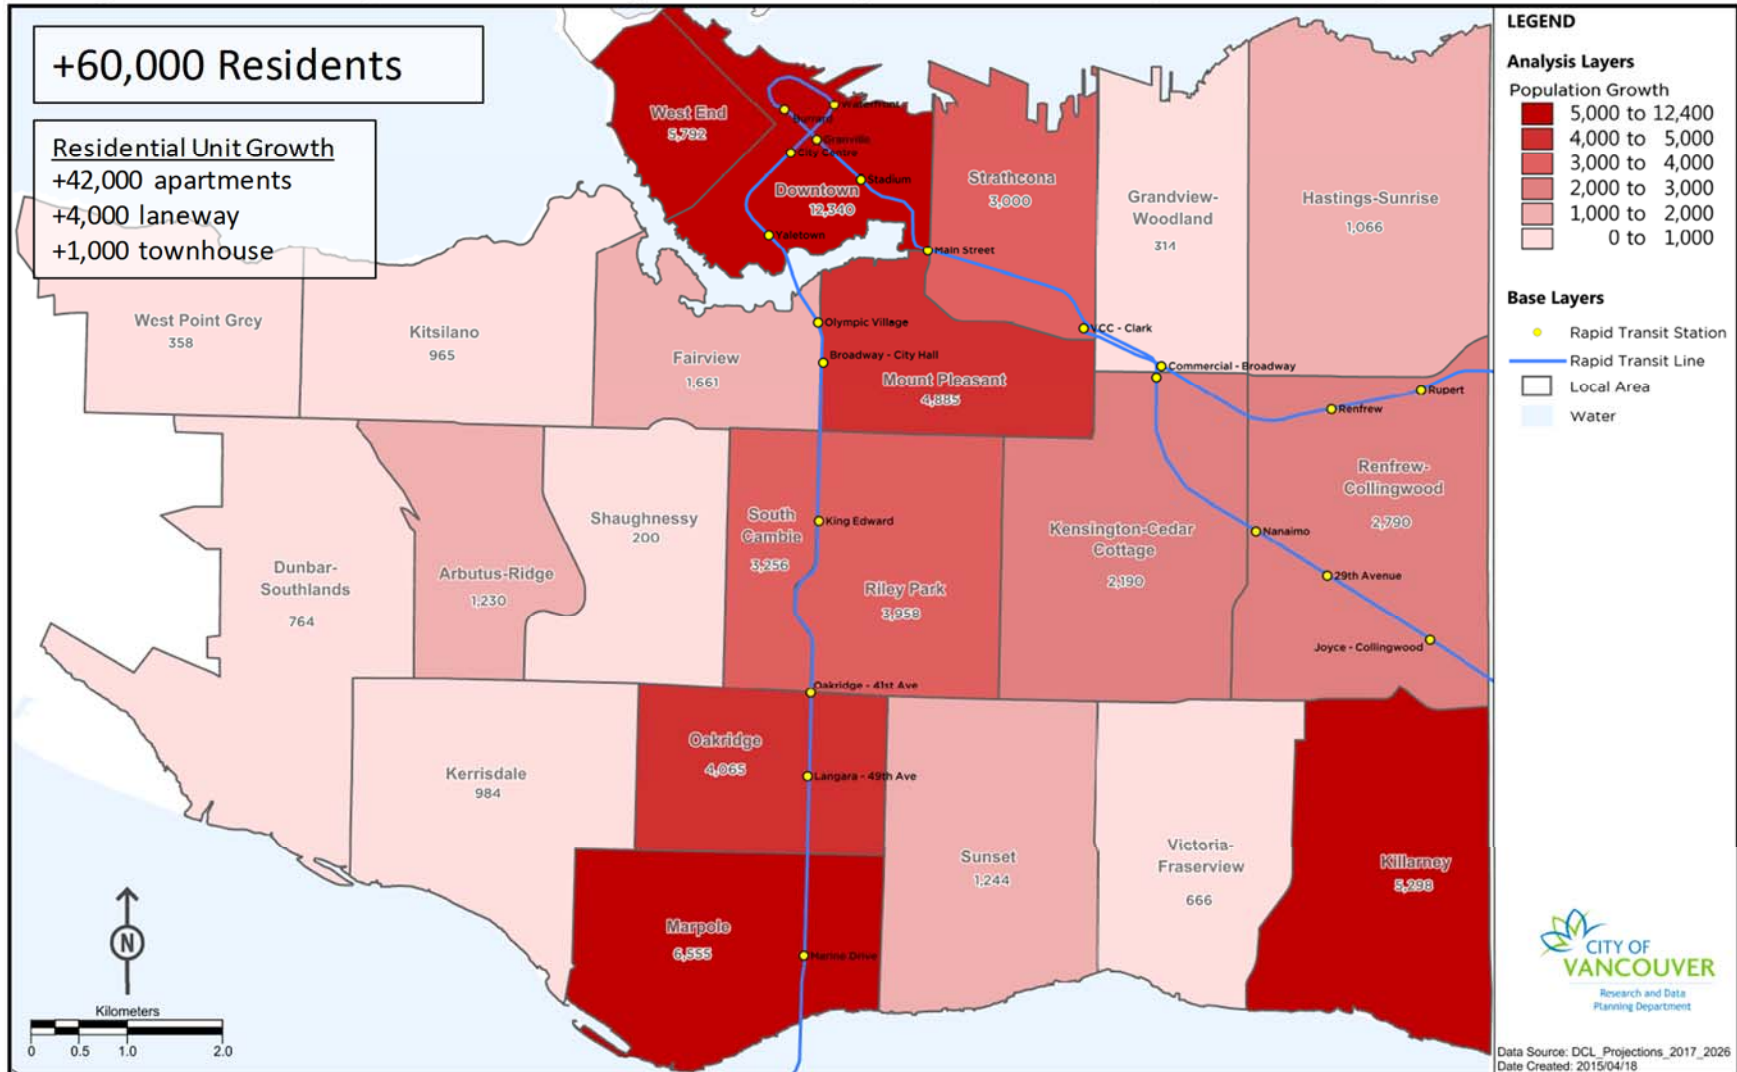 +60,000 Residents
Residential Unit Growth
+42,000 apartments
+4,000 laneway
+1,000 townhouse
West End
5,792
Waterfront
Burrard
Granville
City Centre
Stadium
Downtown
12,340
Yaletown
Main Street
Strathcona
3,000
Grandview-
Woodland
314
Hastings-Sunrise
1,066
West Point Grey
358
Kitsilano
965
Fairview
1,661
Olympic Village
Broadway - City Hall
Mount Pleasant
4,885
VCC - Clark
Commercial - Broadway
Renfrew
Rupert
Dunbar-
Southlands
764
Arbutus-Ridge
1,230
Shaughnessy
200
South
Cambie
3,256
King Edward
Riley Park
3,958
Kensington-Cedar
Cottage
2,190
Renfrew-
Collingwood
2,790
Nanaimo
29th Avenue
Joyce - Collingwood
Oakridge - 41st Ave
Kerrisdale
984
Oakridge
4,065
Langara - 49th Ave
Marpole
6,555
Marine Drive
Sunset
1,244
Victoria-
Fraserview
666
Killarney
5,298
N
Kilometers
0 0.5 1.0 2.0
LEGEND
Analysis Layers
Population Growth
5,000 to 12,400
4,000 to 5,000
3,000 to 4,000
2,000 to 3,000
1,000 to 2,000
0 to 1,000
Base Layers
Rapid Transit Station
Rapid Transit Line
Local Area
Water
CITY OF
VANCOUVER
Research and Data
Planning Department
Data Source: DCL_Projections_2017_2026
Date Created: 2015/04/18